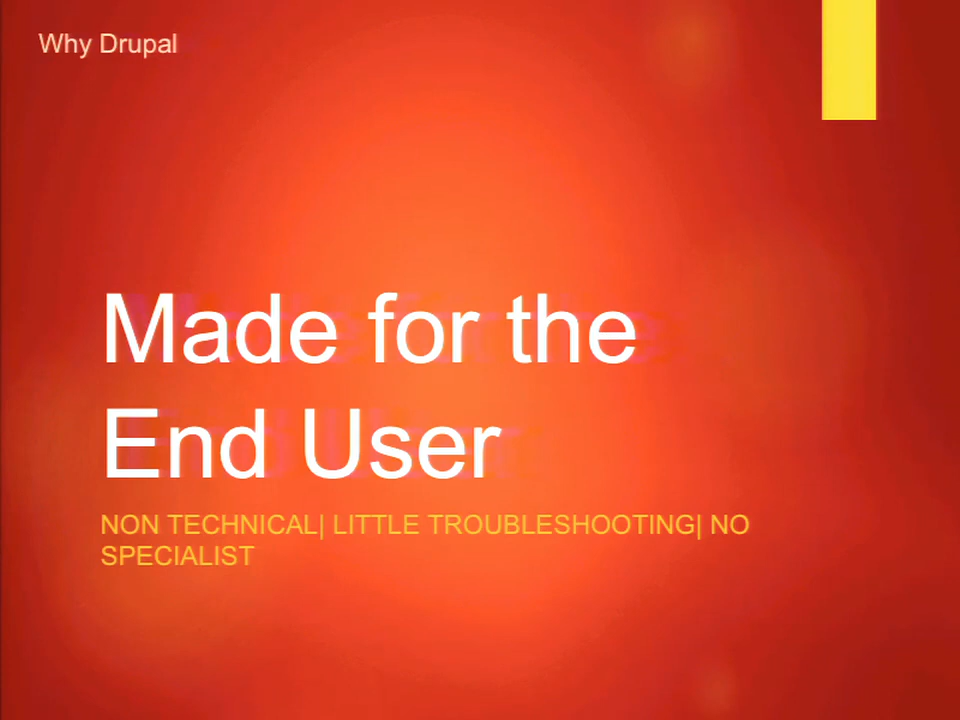 Why Drupal
Made for the
End User
NON TECHNICAL| LITTLE TROUBLESHOOTING| NO
SPECIALIST